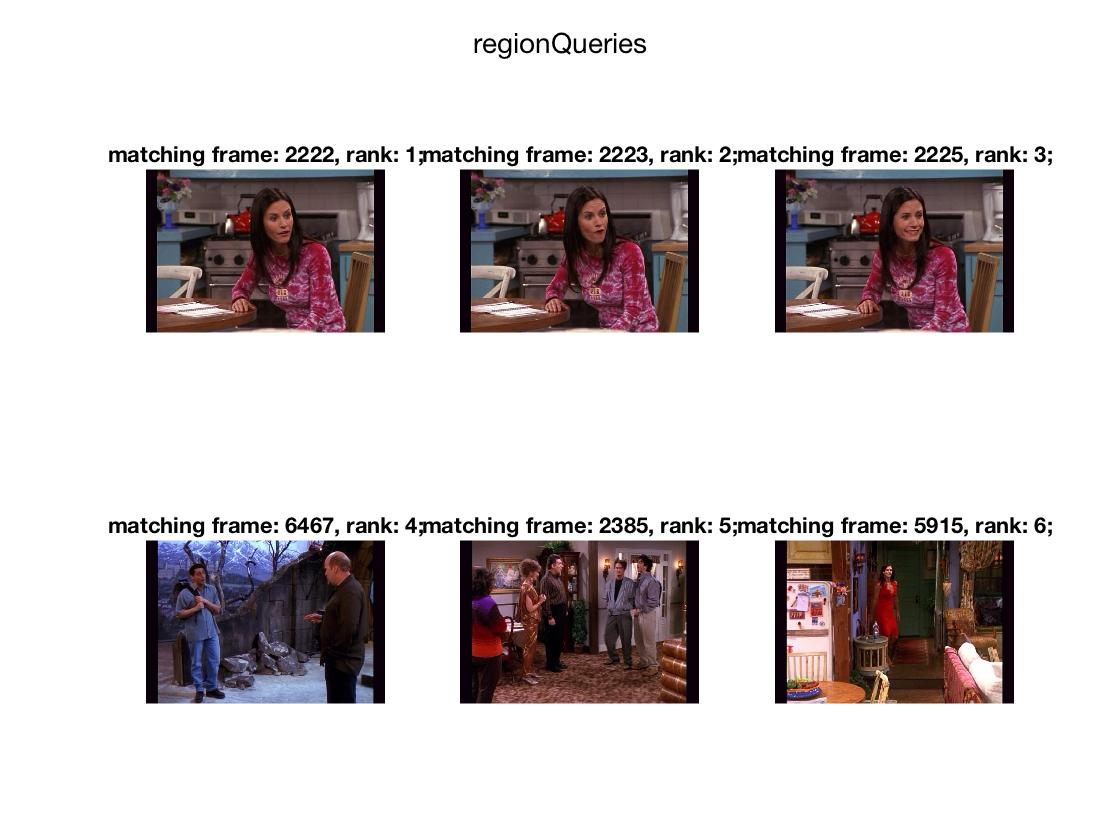 regionQueries
matching frame: 2222, rank: 1;matching frame: 2223, rank: 2;matching frame: 2225, rank: 3;
matching frame: 6467, rank: 4;matching frame: 2385, rank: 5;matching frame: 5915, rank: 6;